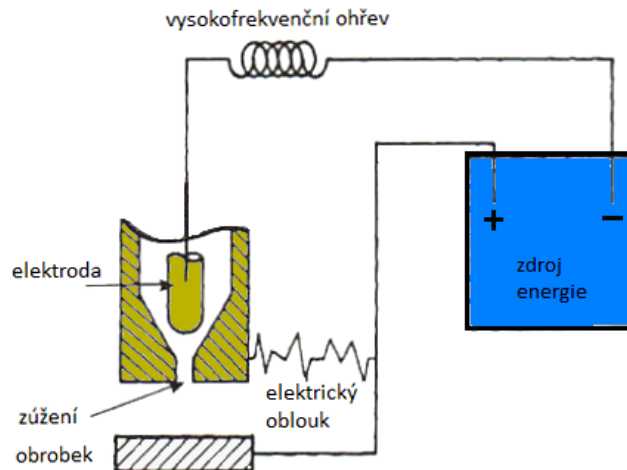 vysokofrekvenční ohřev
+
−
zdroj
energie
elektroda
elektrický
oblouk
zúžení
obrobek